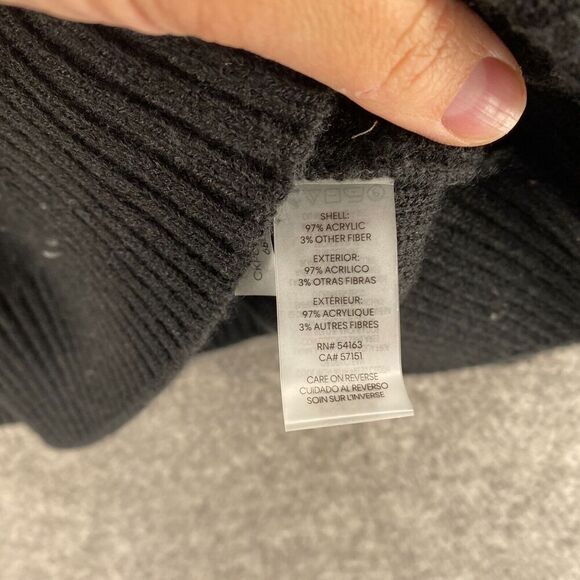 SHELL:
97% ACRYLIC
3% OTHER FIBER
EXTERIOR:
97% ACRILICO
3% OTRAS FIBRAS
EXTÉRIEUR:
97% ACRYLIQUE
3% AUTRES FIBRES
RN# 54163
CA# 57151
CARE ON REVERSE
CUIDADO AL REVERSO
SOIN SUR L'INVERSE